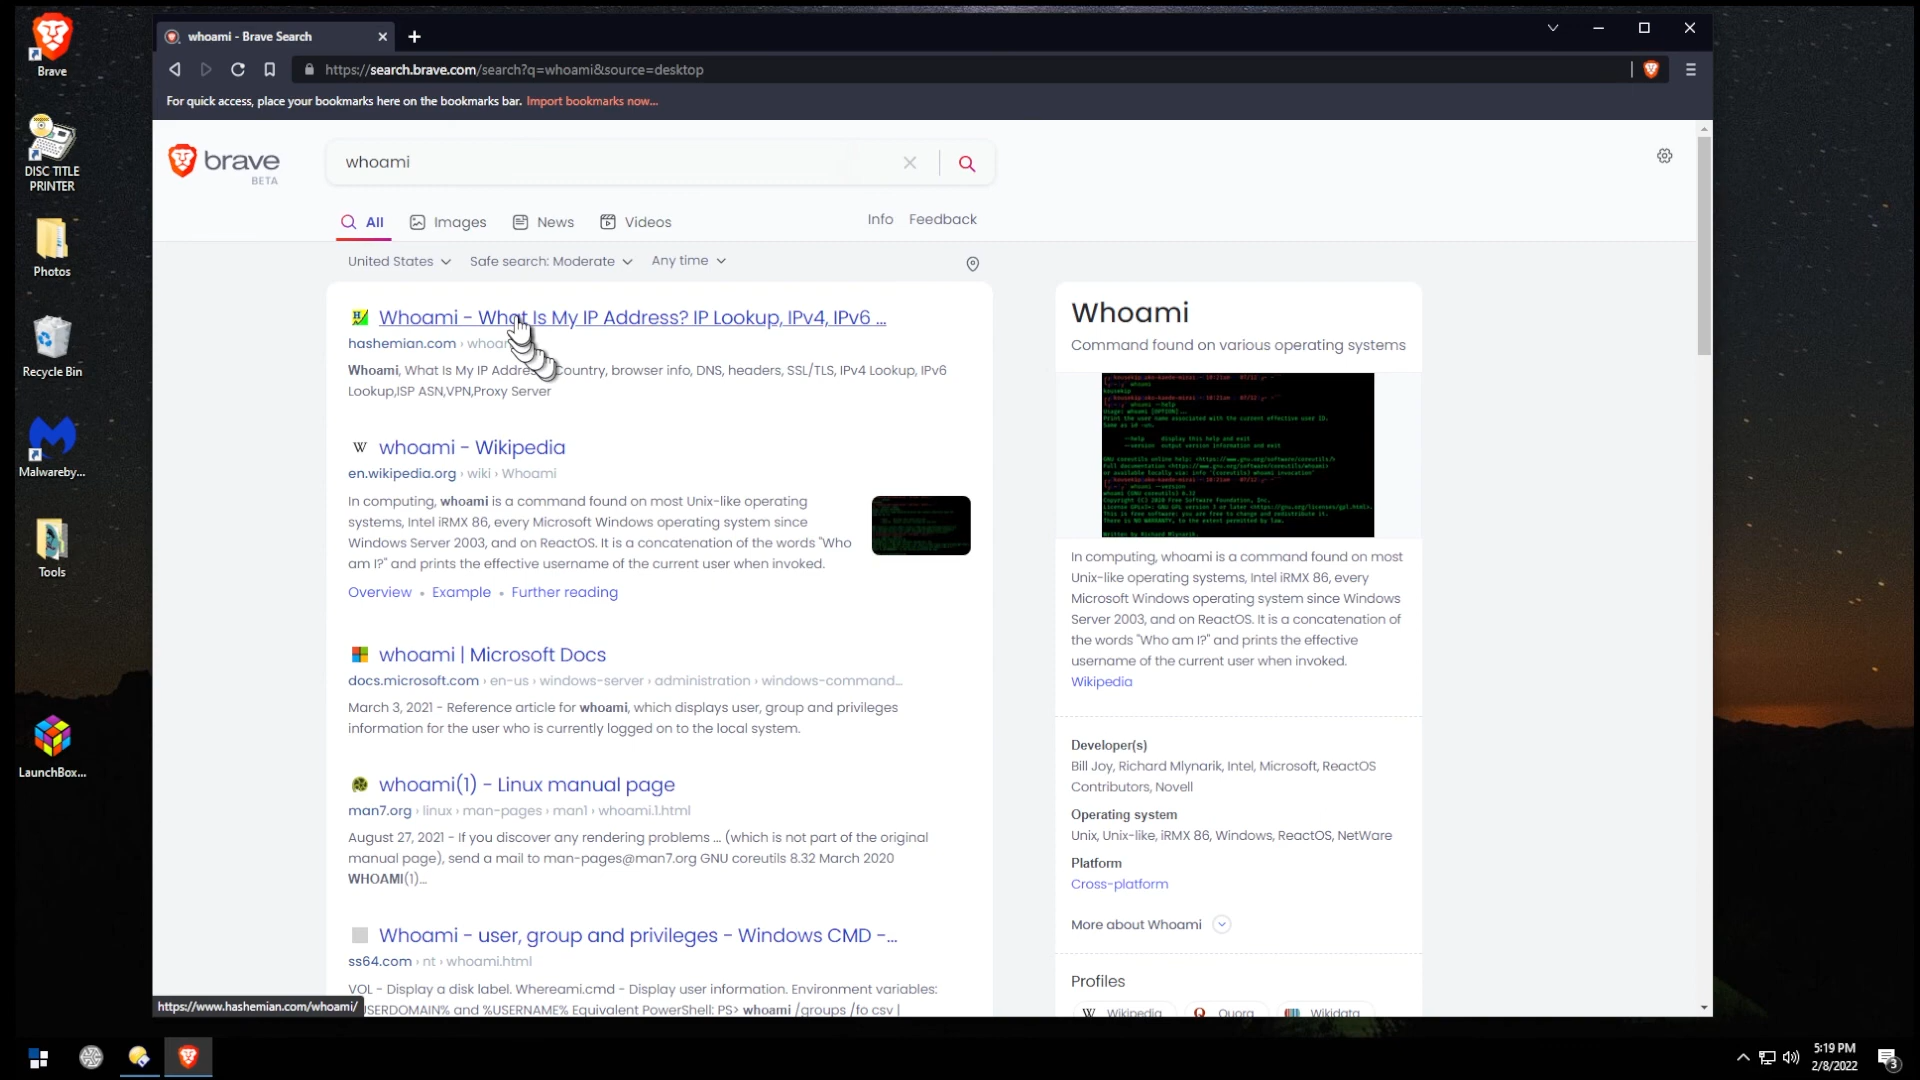 Brave
DISC TITLE
PRINTER
Photos
Recycle Bin
Malwareby...
Tools
LaunchBox...
whoami - Brave Search
https://search.brave.com/search?q=whoami&source=desktop
For quick access, place your bookmarks here on the bookmarks bar. Import bookmarks now...
brave
BETA
whoami
All
Images
News
Videos
Info
Feedback
United States
Safe search: Moderate
Any time
Whoami - What Is My IP Address? IP Lookup, IPv4, IPv6 ...
hashemian.com
Whoami, What Is My IP Country, browser info, DNS, headers, SSL/TLS, IPv4 Lookup, IPv6
Lookup,ISP ASN,VPN,Proxy Server
whoami - Wikipedia
en.wikipedia.org › wiki › Whoami
In computing, whoami is a command found on most Unix-like operating
systems, Intel iRMX 86, every Microsoft Windows operating system since
Windows Server 2003, and on ReactOS. It is a concatenation of the words "Who
am I?" and prints the effective username of the current user when invoked.
Overview • Example • Further reading
whoami | Microsoft Docs
docs.microsoft.com › en-us › windows-server › administration › windows-command...
March 3, 2021 - Reference article for whoami, which displays user, group and privileges
information for the user who is currently logged on to the local system.
whoami(1) - Linux manual page
man7.org › linux › man-pages › man1 › whoami.1.html
August 27, 2021 - If you discover any rendering problems ... (which is not part of the original
manual page), send a mail to man-pages@man7.org GNU coreutils 8.32 March 2020
WHOAMI(1)...
Whoami - user, group and privileges - Windows CMD -...
ss64.com › nt › whoami.html
VOL - Display a disk label. Whereami.cmd - Display user information. Environment variables:
USERDOMAIN% and %USERNAME% Equivalent PowerShell: PS> whoami /groups /fo csv |
https://www.hashemian.com/whoami/
Whoami
Command found on various operating systems
In computing, whoami is a command found on most
Unix-like operating systems, Intel iRMX 86, every
Microsoft Windows operating system since Windows
Server 2003, and on ReactOS. It is a concatenation of
the words "Who am I?" and prints the effective
username of the current user when invoked.
Wikipedia
Developer(s)
Bill Joy, Richard Mlynarik, Intel, Microsoft, ReactOS
Contributors, Novell
Operating system
Unix, Unix-like, iRMX 86, Windows, ReactOS, NetWare
Platform
Cross-platform
More about Whoami
Profiles
Wikipedia
Quora
Wikidata
5:19 PM
2/8/2022
3